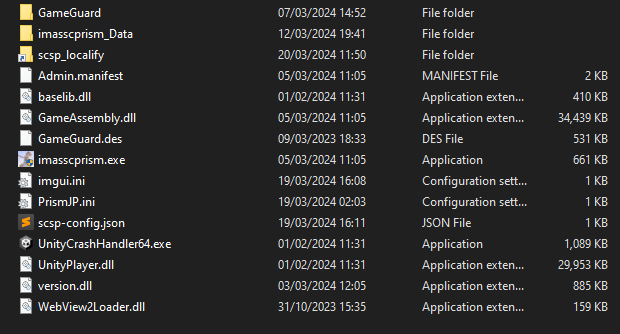 GameGuard 07/03/2024 14:52 File folder
imasscprism_Data 12/03/2024 19:41 File folder
scsp_localify 20/03/2024 11:50 File folder
Admin.manifest 05/03/2024 11:05 MANIFEST File 2 KB
baselib.dll 01/02/2024 11:31 Application exten... 410 KB
GameAssembly.dll 05/03/2024 11:05 Application exten... 34,439 KB
GameGuard.des 09/03/2023 18:33 DES File 531 KB
imasscprism.exe 05/03/2024 11:05 Application 661 KB
imgui.ini 19/03/2024 16:08 Configuration sett... 1 KB
PrismJP.ini 19/03/2024 02:03 Configuration sett... 1 KB
scsp-config.json 19/03/2024 16:11 JSON File 1 KB
UnityCrashHandler64.exe 01/02/2024 11:31 Application 1,089 KB
UnityPlayer.dll 01/02/2024 11:31 Application exten... 29,953 KB
version.dll 03/03/2024 12:05 Application exten... 885 KB
WebView2Loader.dll 31/10/2023 15:35 Application exten... 159 KB